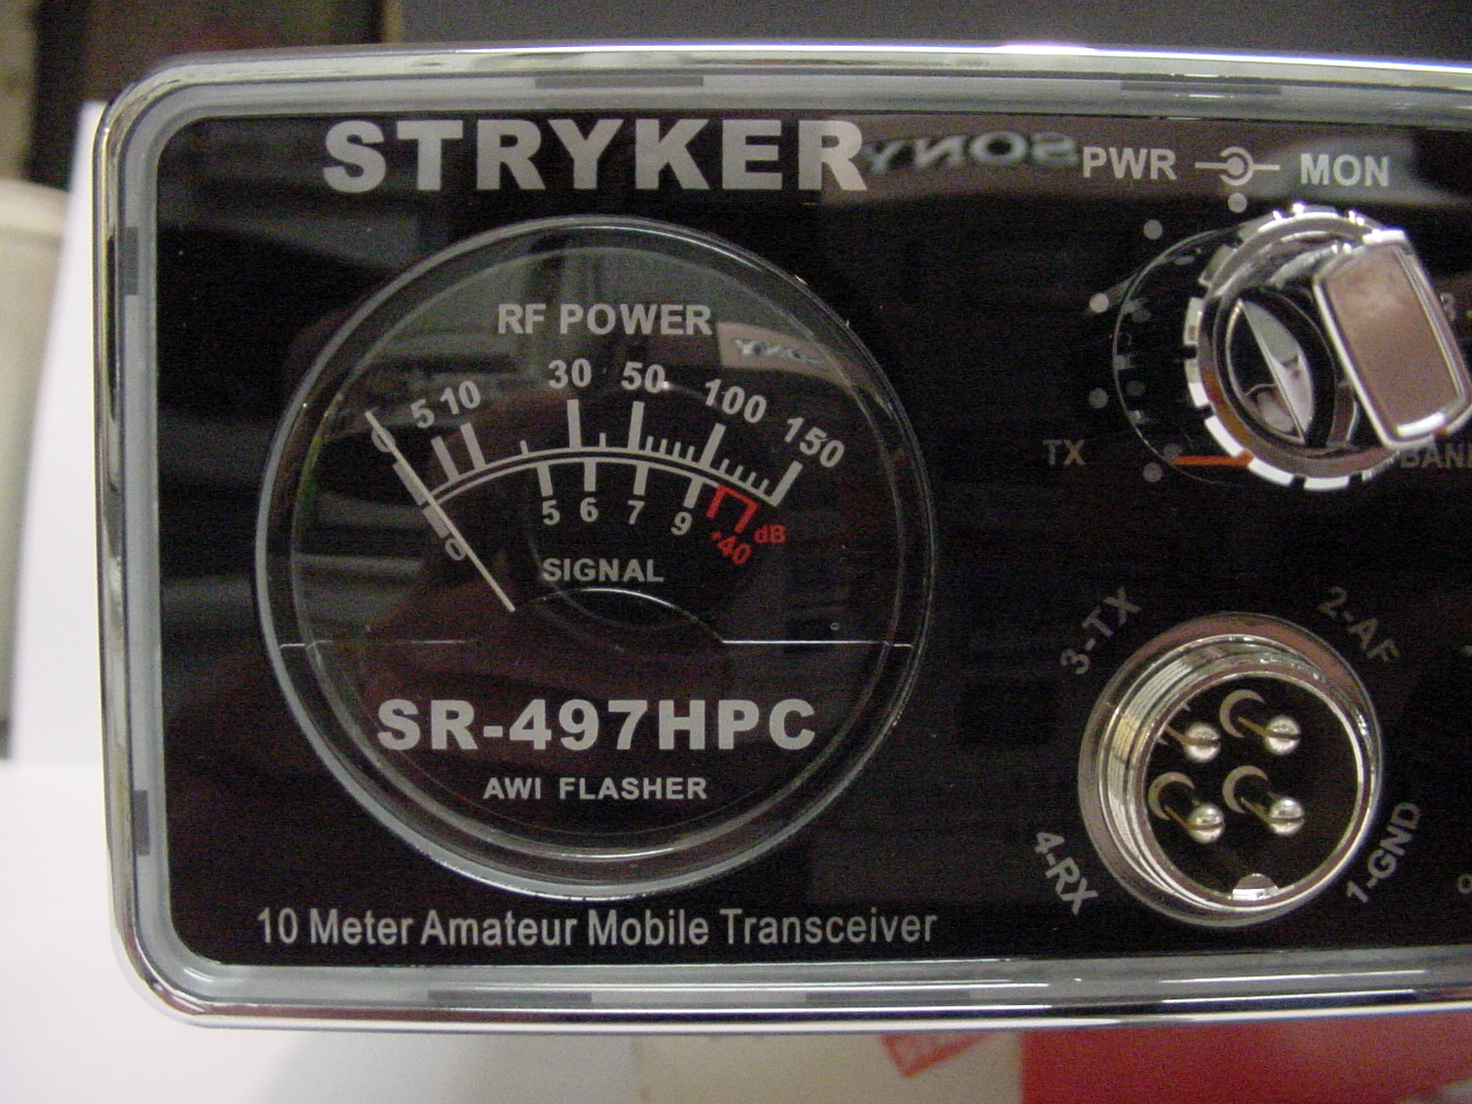 STRYKER
SONY
PWR MON
RF POWER
SONY
0 5 10 30 50 100 150
0 5 6 7 9 +40 dB
SIGNAL
TX
3-TX
2-AF
SR-497HPC
AWI FLASHER
4-RX
1-GND
10 Meter Amateur Mobile Transceiver